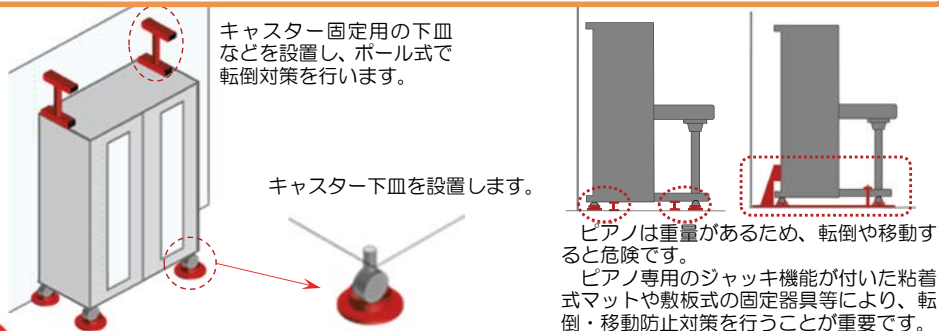 キャスター固定用の下皿
などを設置し、ポール式で
転倒対策を行います。
キャスター下皿を設置します。
ピアノは重量があるため、転倒や移動す
ると危険です。
ピアノ専用のジャッキ機能が付いた粘着
式マットや敷板式の固定器具等により、転
倒・移動防止対策を行うことが重要です。